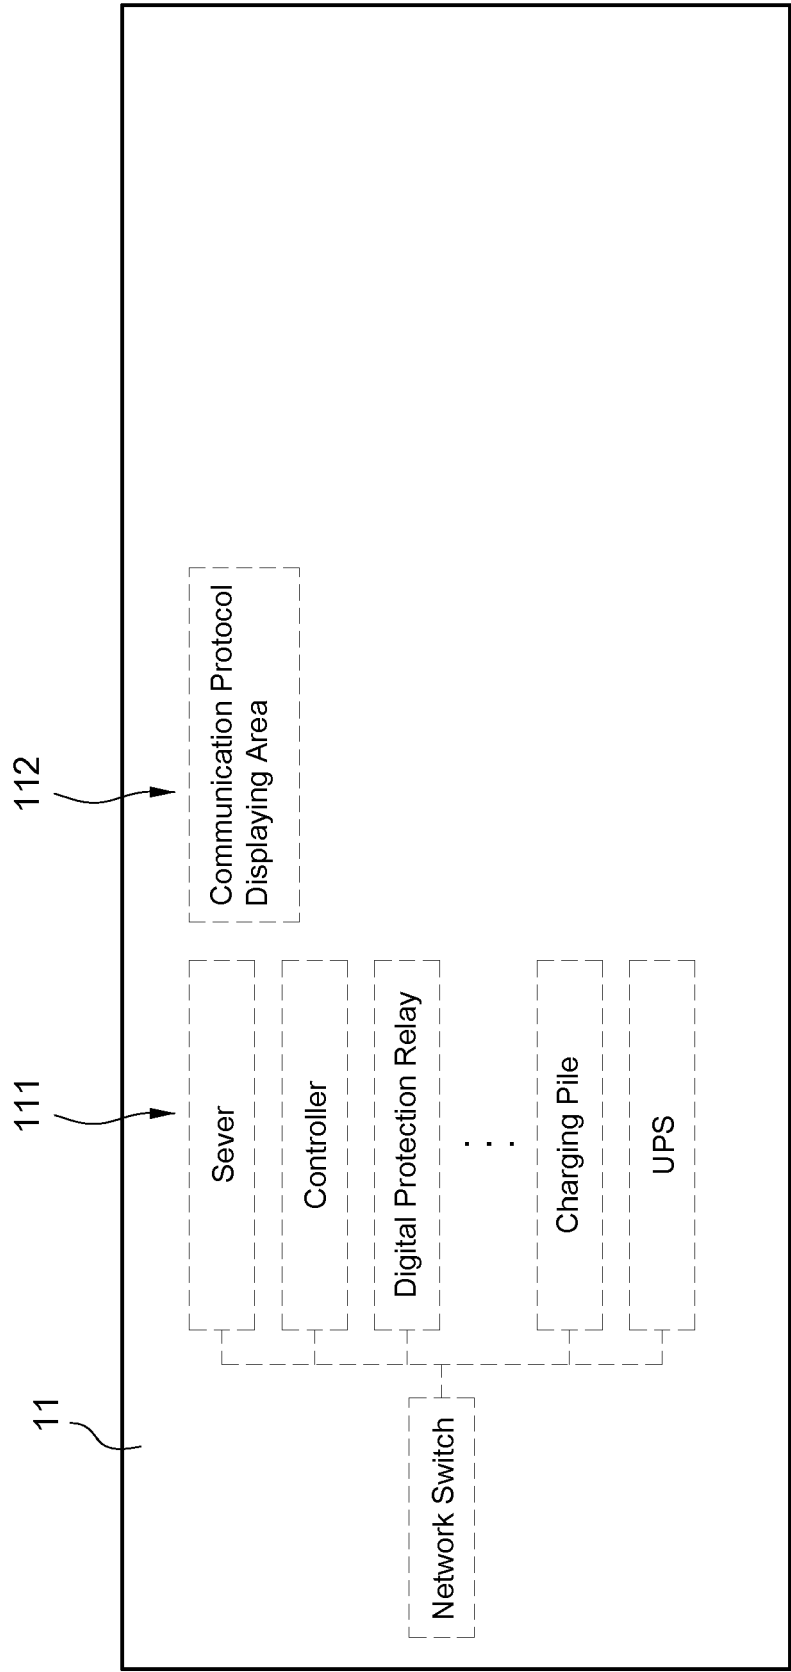 11
111
112
Network Switch
Sever
Controller
Digital Protection Relay
. . .
Charging Pile
UPS
Communication Protocol
Displaying Area